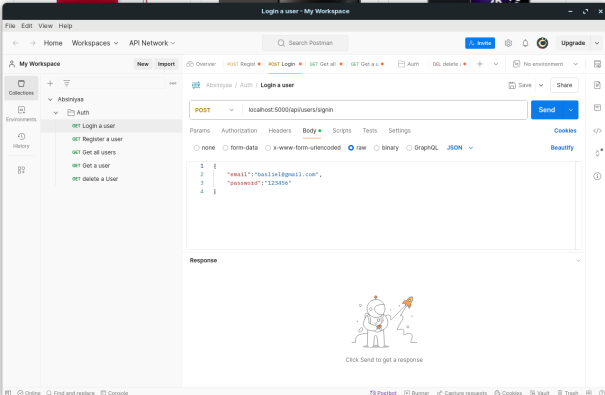 Login a user - My Workspace
File Edit View Help
Home Workspaces API Network Search Postman Invite Upgrade
My Workspace New Import Overview POST Regist POST Login GET Get all GET Get a u Auth DEL delete No environment
Collections
Environments
History
Absiniyas
Auth
GET Login a user
GET Register a user
GET Get all users
GET Get a user
GET delete a User
Absiniyas / Auth / Login a user Save Share
POST localhost:5000/api/users/signin Send
Params Authorization Headers Body Scripts Tests Settings Cookies
none form-data x-www-form-urlencoded raw binary GraphQL JSON Beautify
1 {
2 "email":"basliel@gmail.com",
3 "password":"123456"
4 }
Response
Click Send to get a response
Online Find and replace Console Postbot Runner Capture requests Cookies Vault Trash